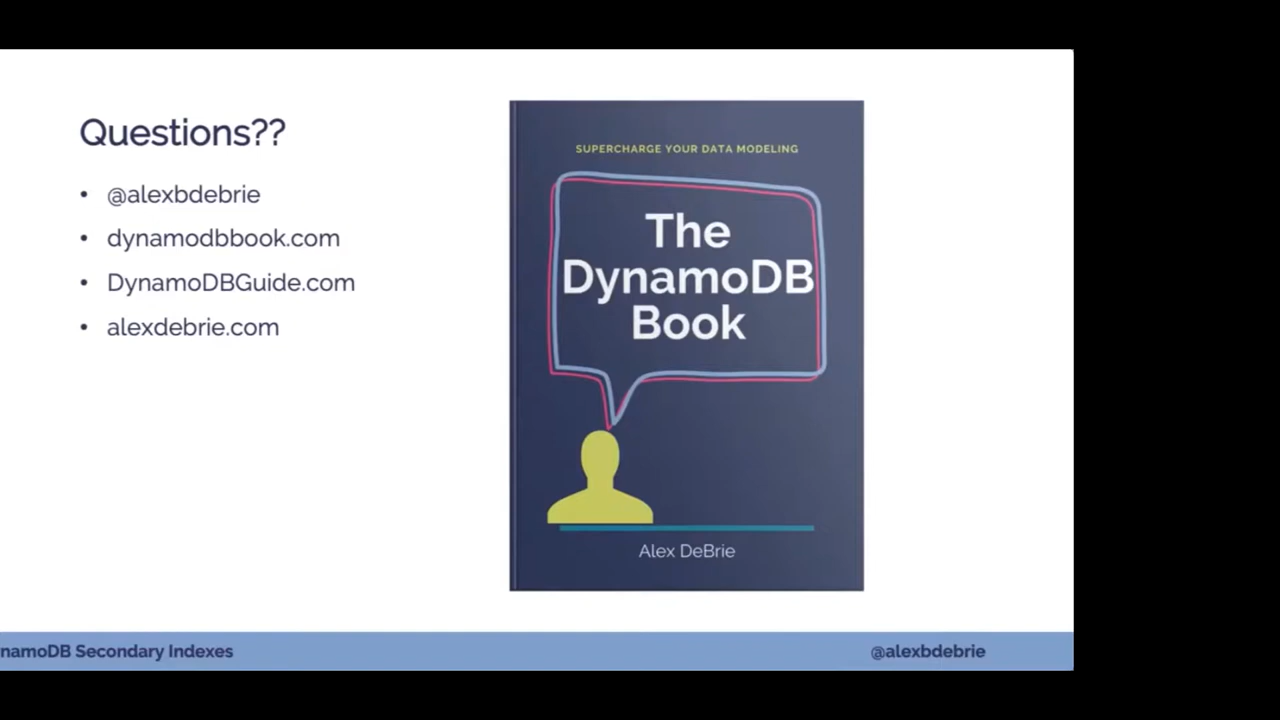 Questions??
• @alexbdebrie
• dynamodbbook.com
• DynamoDBGuide.com
• alexdebrie.com
SUPERCHARGE YOUR DATA MODELING
The
DynamoDB
Book
Alex DeBrie
namoDB Secondary Indexes
@alexbdebrie